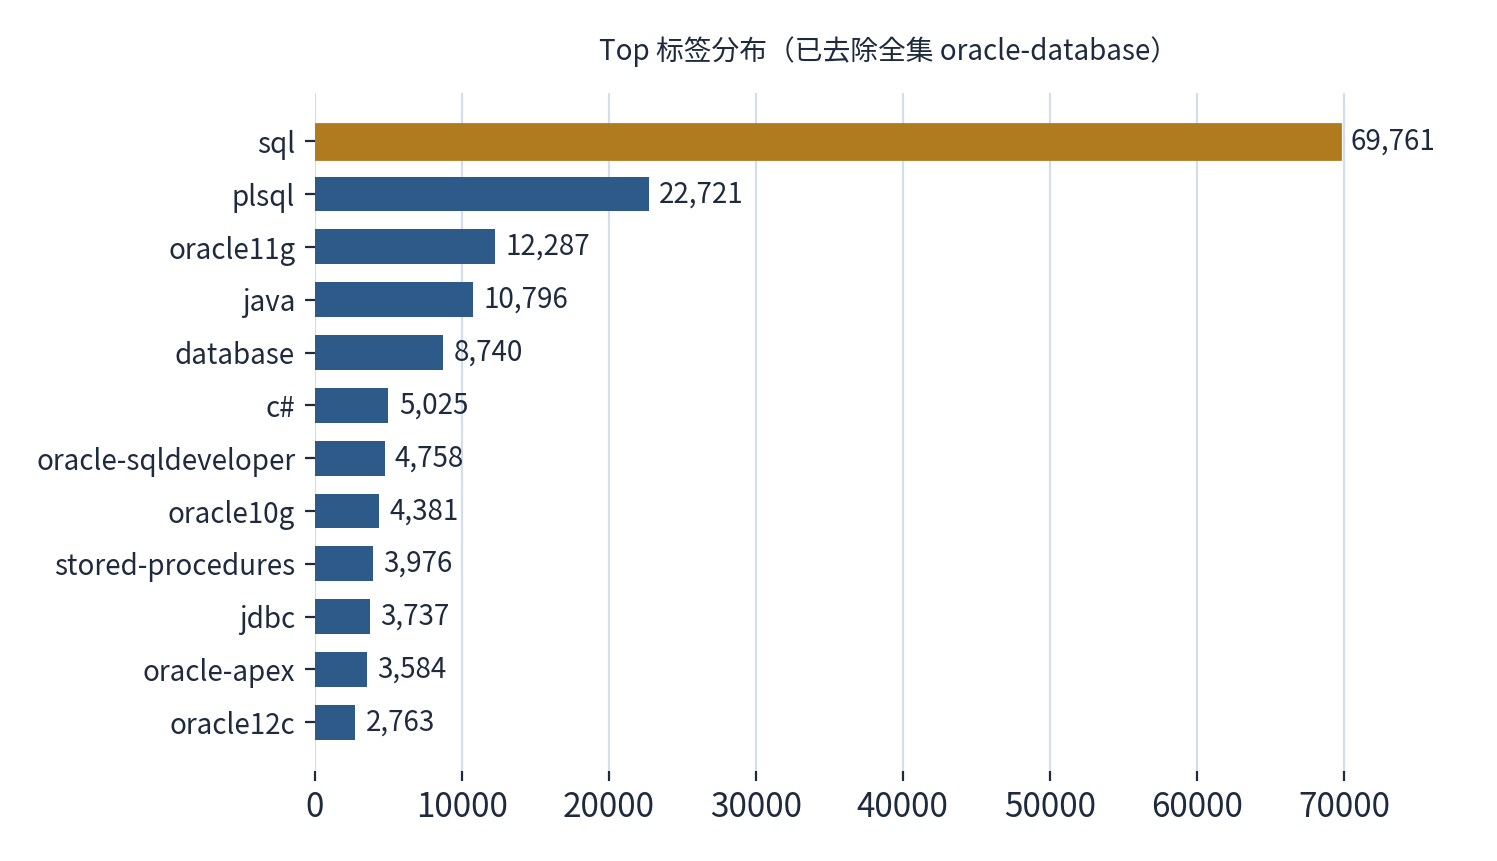 Top 标签分布（已去除全集 oracle-database）
sql 69,761
plsql 22,721
oracle11g 12,287
java 10,796
database 8,740
c# 5,025
oracle-sqldeveloper 4,758
oracle10g 4,381
stored-procedures 3,976
jdbc 3,737
oracle-apex 3,584
oracle12c 2,763
0 10000 20000 30000 40000 50000 60000 70000